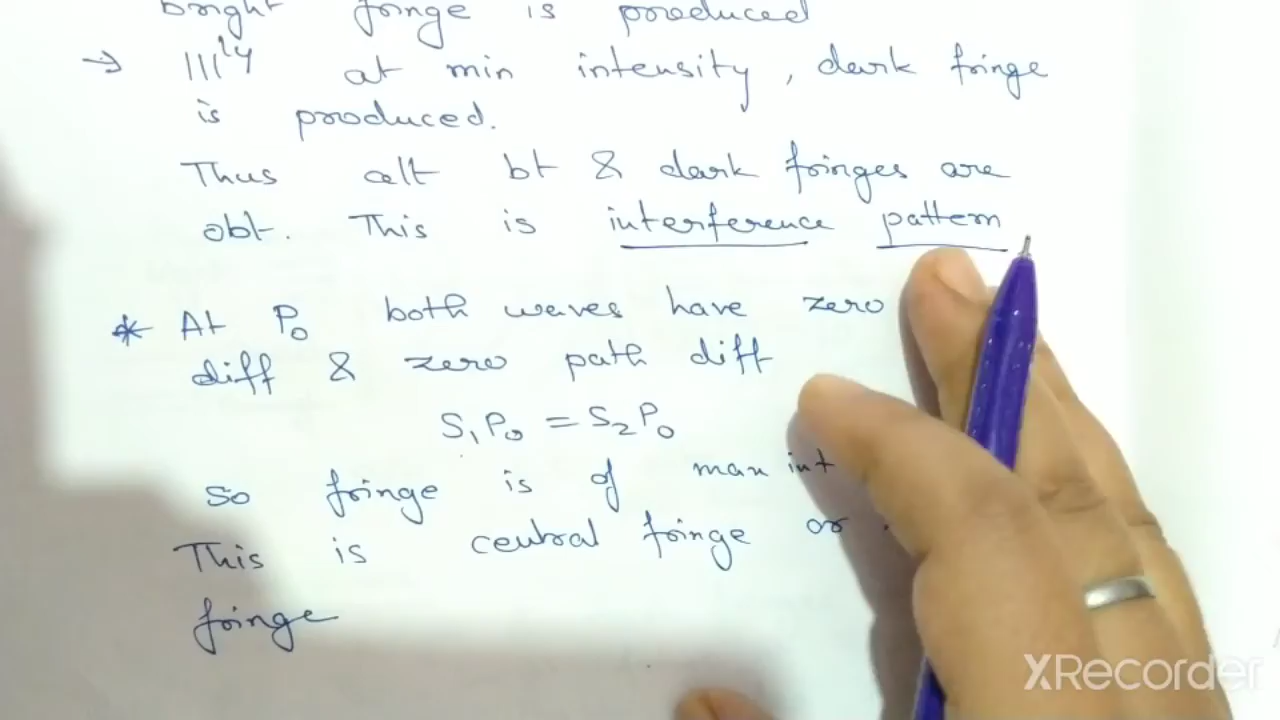 bright fringe is produced
→ |||ly at min intensity, dark fringe
is produced.
Thus alt bt & dark fringes are
obt. This is interference pattern
* At P₀ both waves have zero
diff & zero path diff
S₁P₀ = S₂P₀
So fringe is of max int
This is central fringe or
fringe
XRecorder